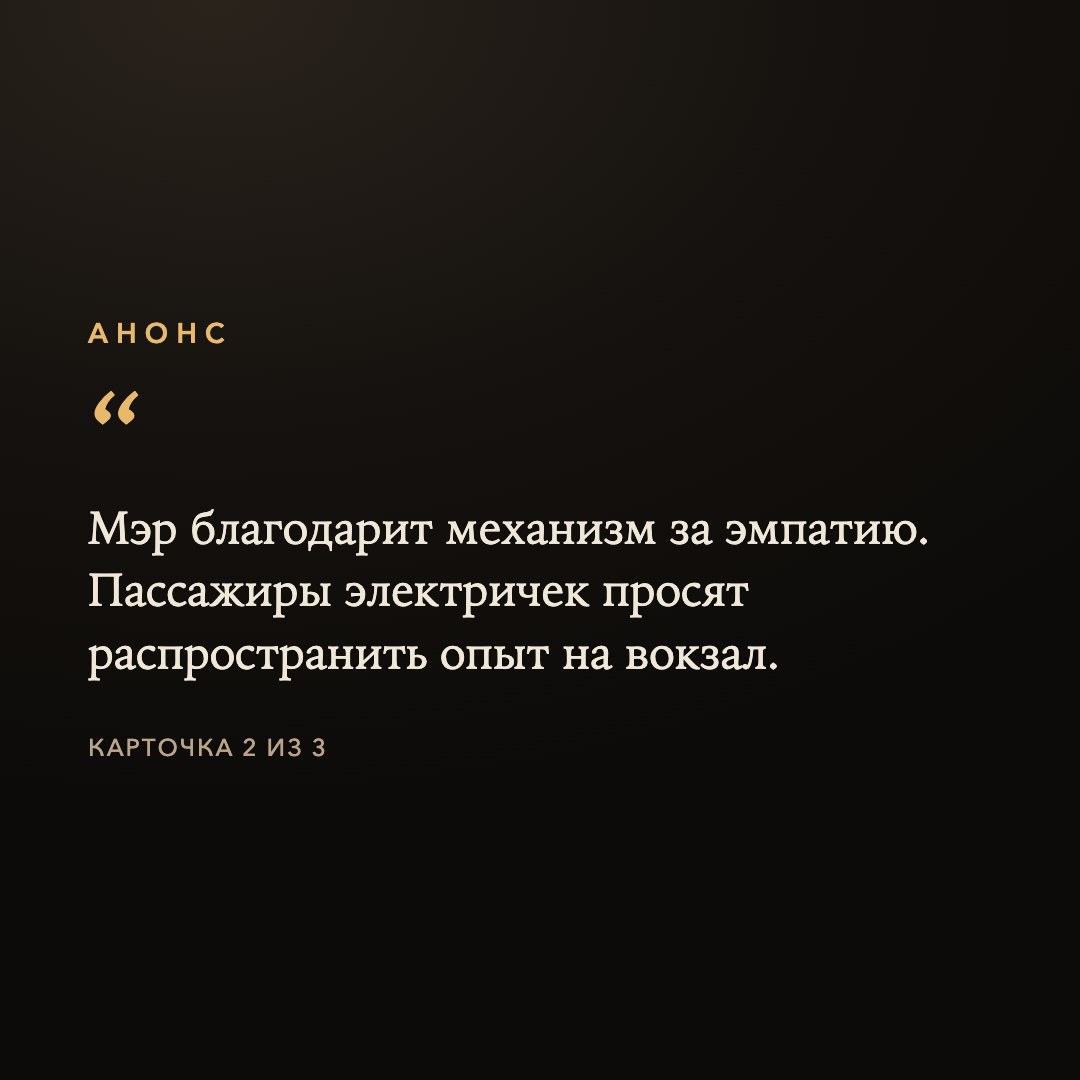 АНОНС
“
Мэр благодарит механизм за эмпатию.
Пассажиры электричек просят
распространить опыт на вокзал.
КАРТОЧКА 2 ИЗ 3